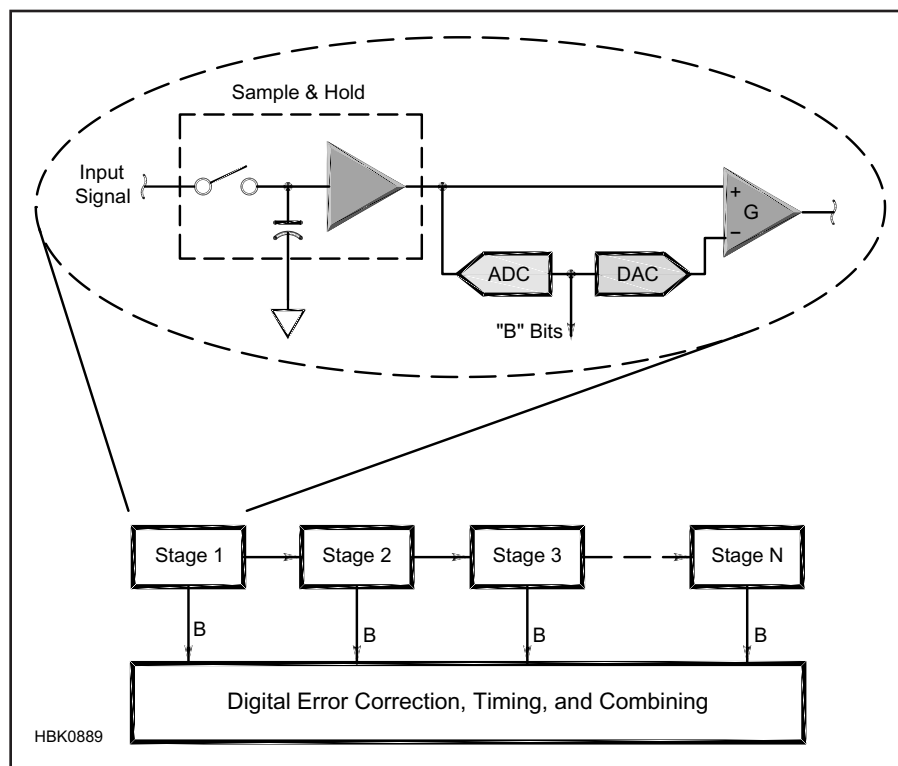 Sample & Hold
Input
Signal
+
G
−
ADC
DAC
"B" Bits
Stage 1
Stage 2
Stage 3
Stage N
B
B
B
B
Digital Error Correction, Timing, and Combining
HBK0889